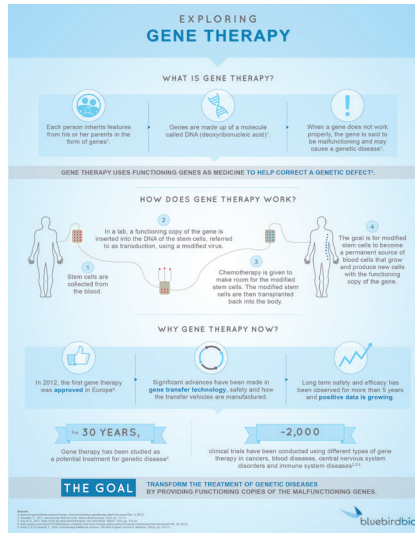 EXPLORING
GENE THERAPY
WHAT IS GENE THERAPY?
Each person inherits features
from his or her parents in the
form of genes¹.
Genes are made up of a molecule
called DNA (deoxyribonucleic acid)¹.
When a gene does not work
properly, the gene is said to
be malfunctioning and may
cause a genetic disease¹.
GENE THERAPY USES FUNCTIONING GENES AS MEDICINE TO HELP CORRECT A GENETIC DEFECT¹.
HOW DOES GENE THERAPY WORK?
1
Stem cells are
collected from
the blood.
2
In a lab, a functioning copy of the gene is
inserted into the DNA of the stem cells, referred
to as transduction, using a modified virus.
3
Chemotherapy is given to
make room for the modified
stem cells. The modified stem
cells are then transplanted
back into the body.
4
The goal is for modified
stem cells to become
a permanent source of
blood cells that grow
and produce new cells
with the functioning
copy of the gene.
WHY GENE THERAPY NOW?
In 2012, the first gene therapy
was approved in Europe⁴.
Significant advances have been made in
gene transfer technology, safety and how
the transfer vehicles are manufactured.
Long term safety and efficacy has
been observed for more than 5 years
and positive data is growing.
For 30 YEARS,
Gene therapy has been studied as
a potential treatment for genetic disease².
~2,000
clinical trials have been conducted using different types of gene
therapy in cancers, blood diseases, central nervous system
disorders and immune system diseases
THE GOAL
TRANSFORM THE TREATMENT OF GENETIC DISEASES
BY PROVIDING FUNCTIONING COPIES OF THE MALFUNCTIONING GENES.
bluebirdbio